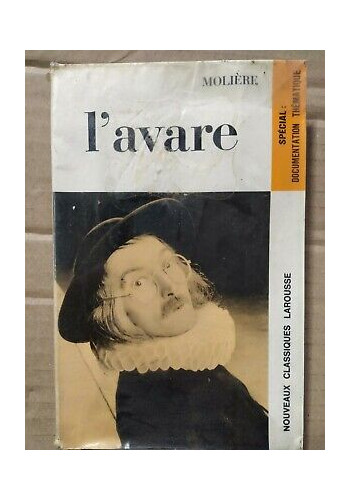 MOLIÈRE
l'avare
SPÉCIAL :
DOCUMENTATION THÉMATIQUE
NOUVEAUX CLASSIQUES LAROUSSE